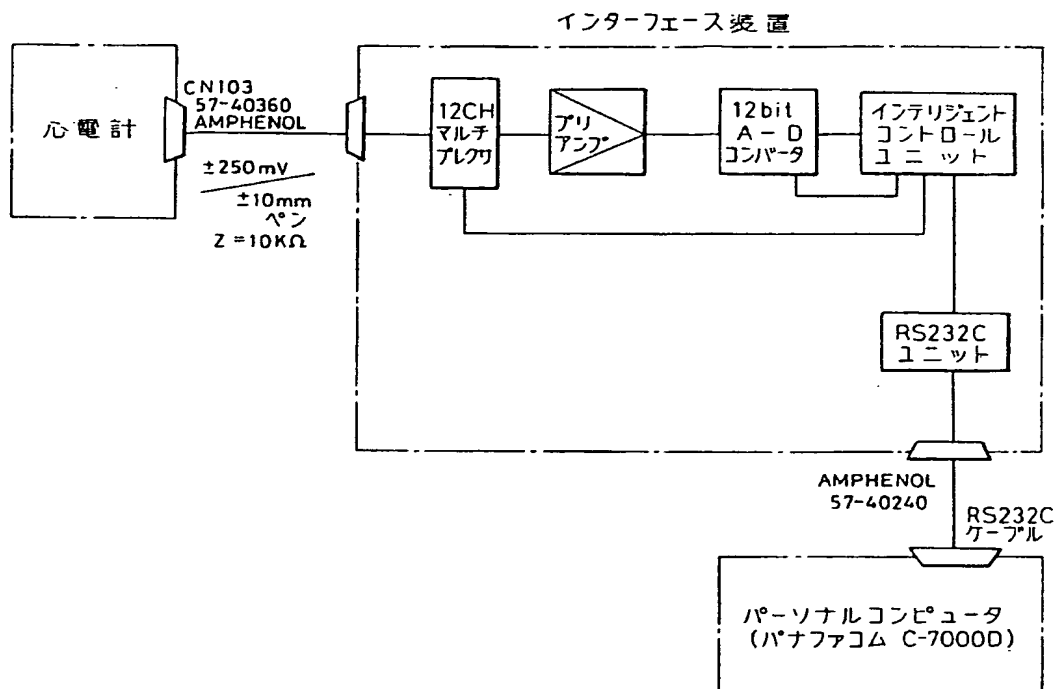 インターフェース装置
心電計
CN103
57-40360
AMPHENOL
±250mV
±10mm
ペン
Z=10KΩ
12CH
マルチ
プレクサ
プリ
アンプ
12bit
A-D
コンバータ
インテリジェント
コントロール
ユニット
RS232C
ユニット
AMPHENOL
57-40240
RS232C
ケーブル
パーソナルコンピュータ
(パナファコム C-7000D)